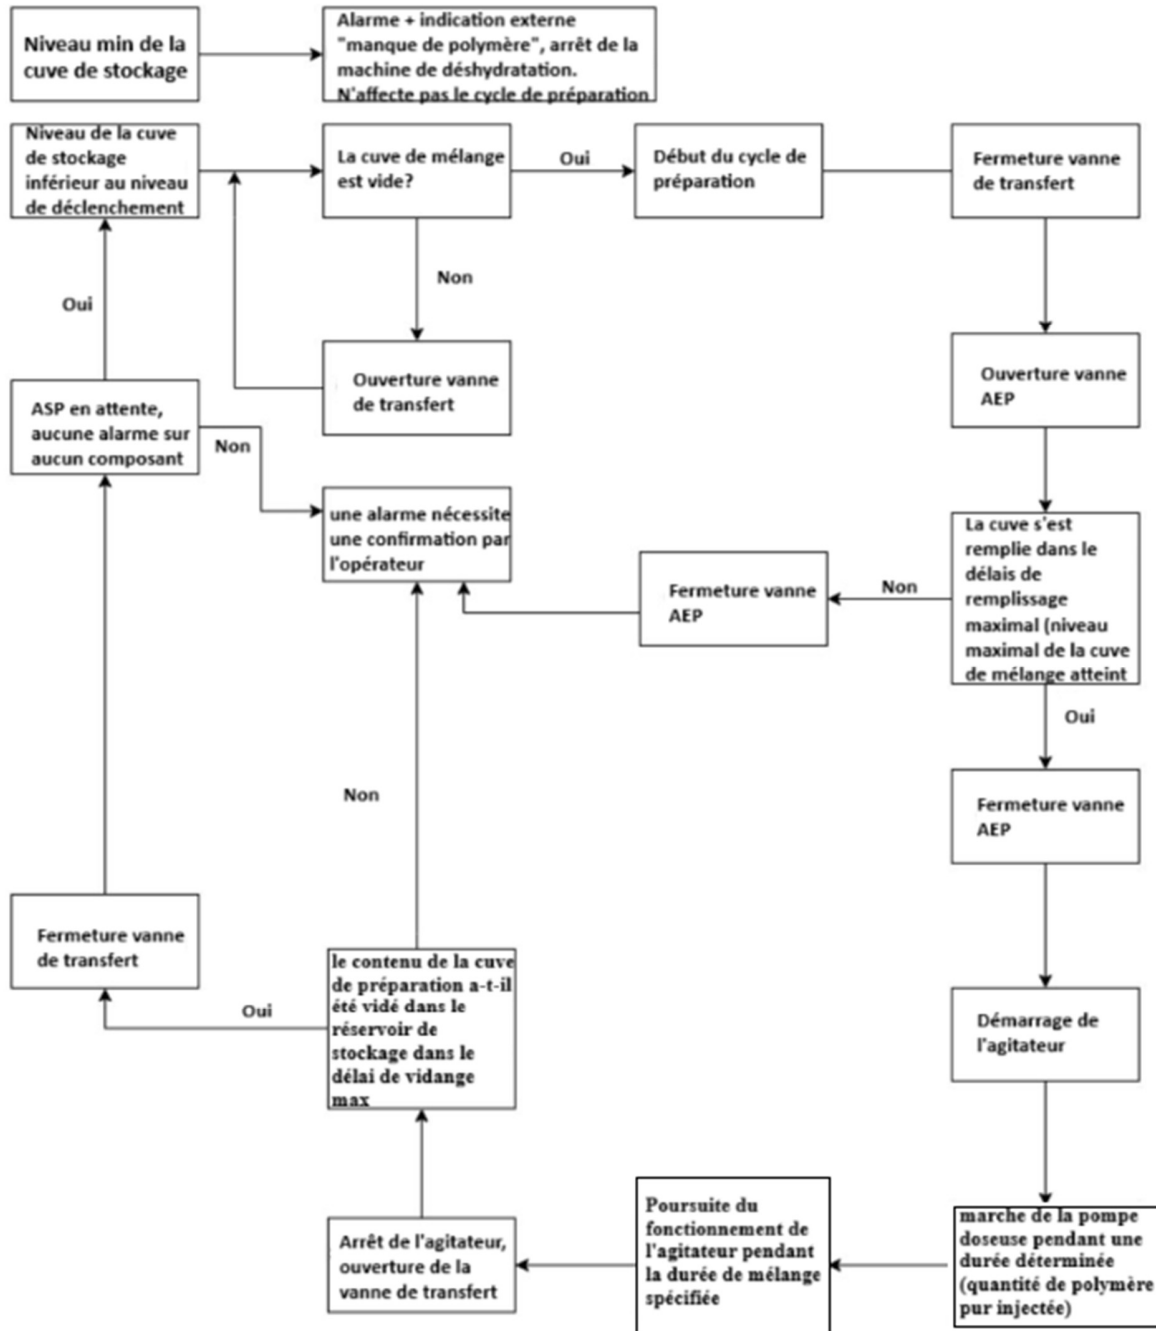 Niveau min de la
cuve de stockage
Alarme + indication externe
"manque de polymère", arrêt de la
machine de déshydratation.
N'affecte pas le cycle de préparation
Niveau de la cuve
de stockage
inférieur au niveau
de déclenchement
La cuve de mélange
est vide?
Oui
Début du cycle de
préparation
Fermeture vanne
de transfert
Non
Oui
Ouverture vanne
de transfert
Ouverture vanne
AEP
ASP en attente,
aucune alarme sur
aucun composant
Non
une alarme nécessite
une confirmation par
l'opérateur
La cuve s'est
remplie dans le
délais de
remplissage
maximal (niveau
maximal de la cuve
de mélange atteint
Non
Fermeture vanne
AEP
Oui
Non
Fermeture vanne
AEP
Fermeture vanne
de transfert
Oui
le contenu de la cuve
de préparation a-t-il
été vidé dans le
réservoir de
stockage dans le
délai de vidange
max
Démarrage de
l'agitateur
Arrêt de l'agitateur,
ouverture de la
vanne de transfert
Poursuite du
fonctionnement de
l'agitateur pendant
la durée de mélange
spécifiée
marche de la pompe
doseuse pendant une
durée déterminée
(quantité de polymère
pur injectée)